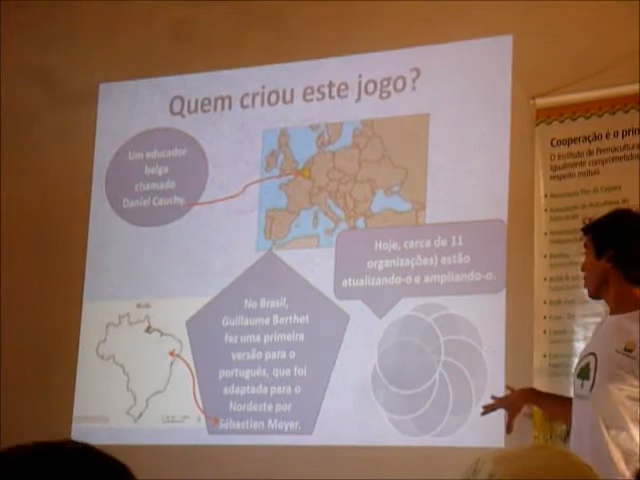 Quem criou este jogo?
Um educador
belga
chamado
Daniel Cauchy.
Hoje, cerca de 11
organizações) estão
atualizando-o e ampliando-o.
No Brasil,
Guillaume Berthet
fez uma primeira
versão para o
português, que foi
adaptada para o
Nordeste por
Sébastien Meyer.
Cooperação é o prin
O Instituto de Permacultura
igualmente comprometidos
respeito mútuo.